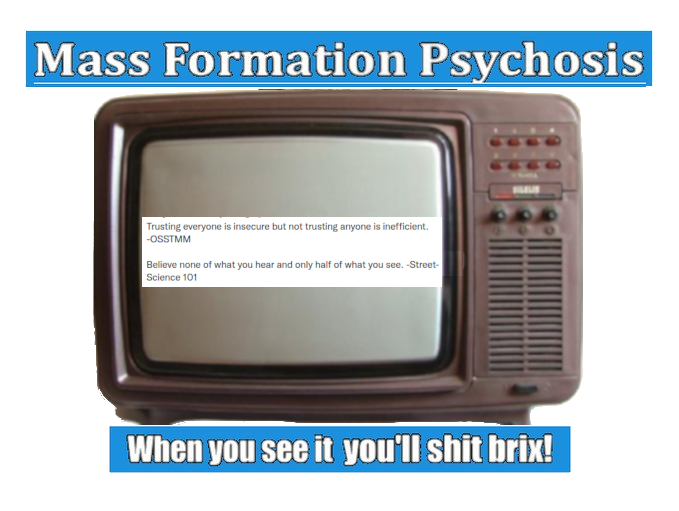 Mass Formation Psychosis
Trusting everyone is insecure but not trusting anyone is inefficient.
-OSSTMM
Believe none of what you hear and only half of what you see. -Street-
Science 101
When you see it you'll shit brix!